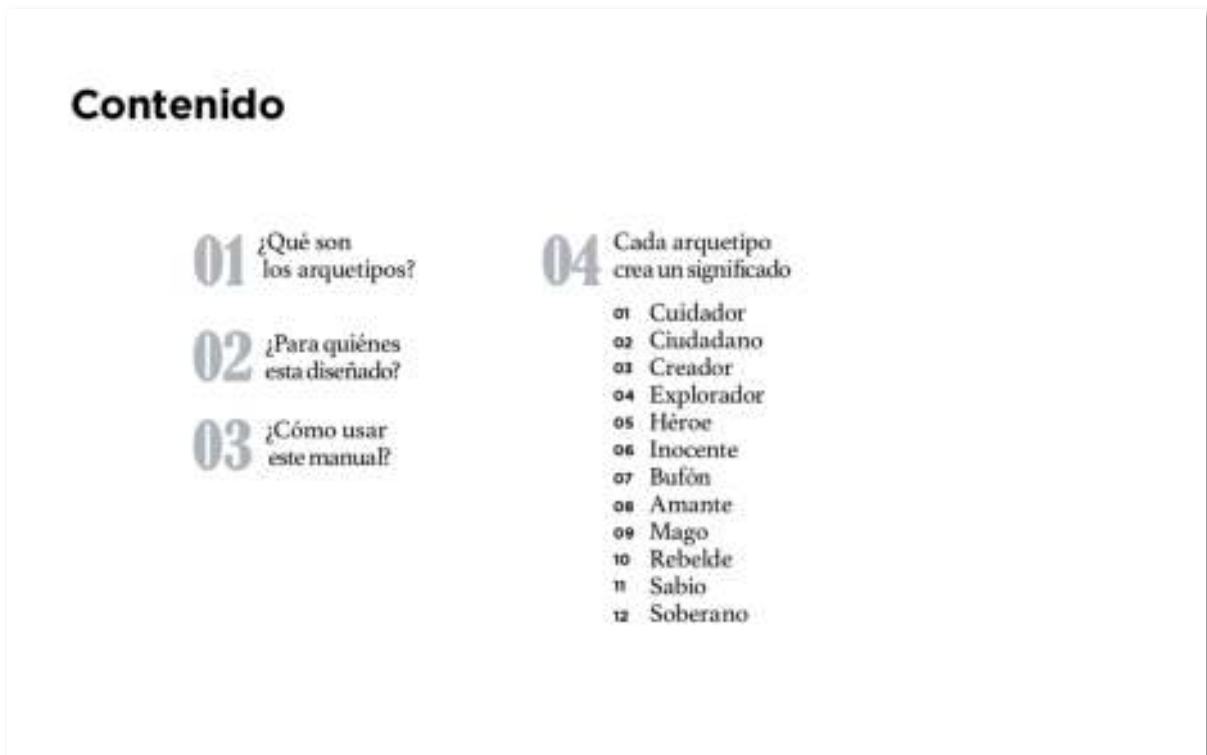 Contenido
01 ¿Qué son
los arquetipos?
02 ¿Para quiénes
esta diseñado?
03 ¿Cómo usar
este manual?
04 Cada arquetipo
crea un significado
01 Cuidador
02 Ciudadano
03 Creador
04 Explorador
05 Héroe
06 Inocente
07 Bufón
08 Amante
09 Mago
10 Rebelde
11 Sabio
12 Soberano